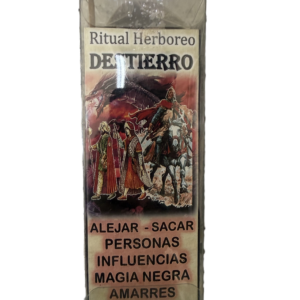 Ritual Herboreo
DESTIERRO
ALEJAR - SACAR
PERSONAS
INFLUENCIAS
MAGIA NEGRA
AMARRES